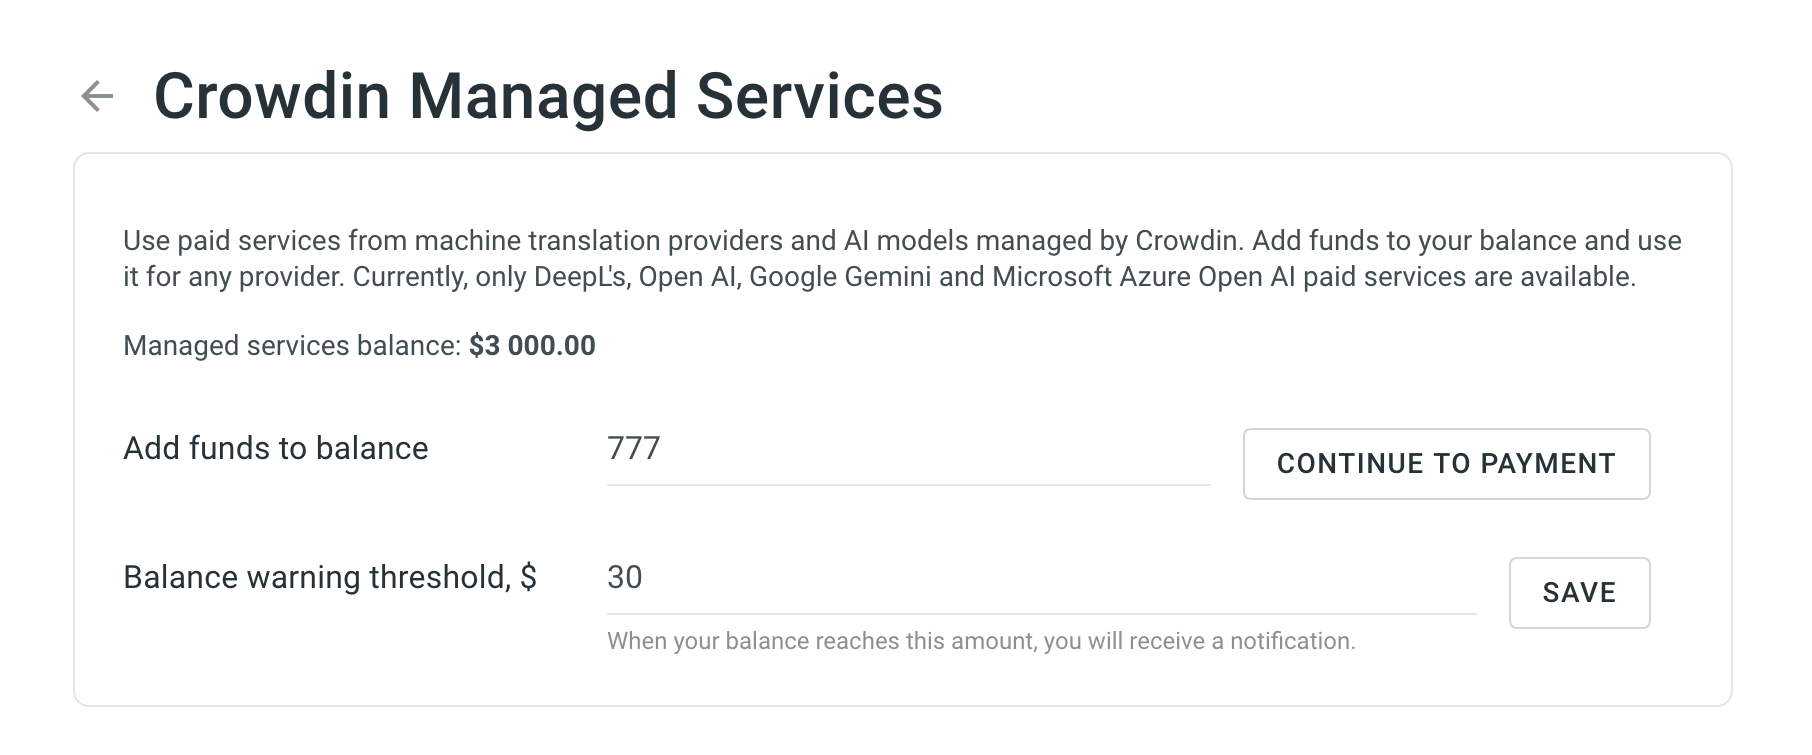 Crowdin Managed Services
Use paid services from machine translation providers and AI models managed by Crowdin. Add funds to your balance and use
it for any provider. Currently, only DeepL's, Open AI, Google Gemini and Microsoft Azure Open AI paid services are available.
Managed services balance: $3 000.00
Add funds to balance
777
CONTINUE TO PAYMENT
Balance warning threshold, $
30
SAVE
When your balance reaches this amount, you will receive a notification.